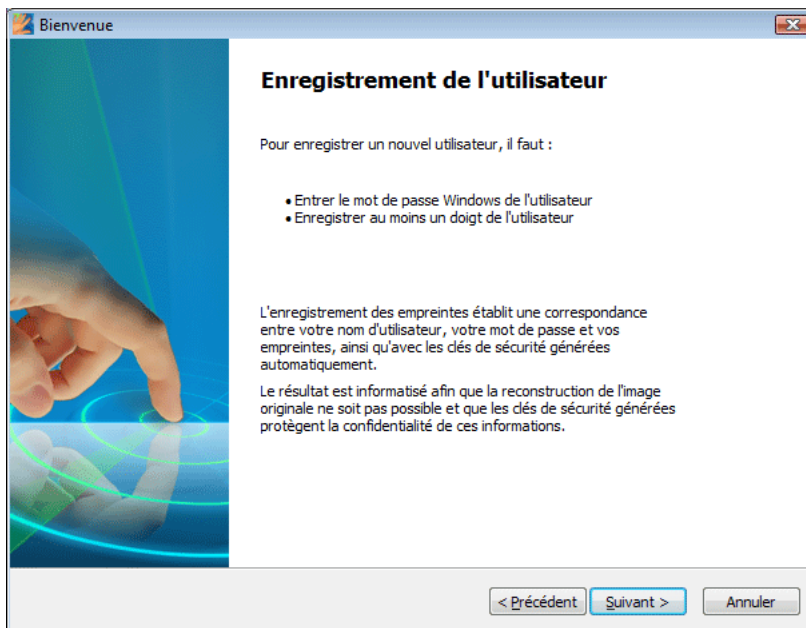 Bienvenue
Enregistrement de l'utilisateur
Pour enregistrer un nouvel utilisateur, il faut :
• Entrer le mot de passe Windows de l'utilisateur
• Enregistrer au moins un doigt de l'utilisateur
L'enregistrement des empreintes établit une correspondance
entre votre nom d'utilisateur, votre mot de passe et vos
empreintes, ainsi qu'avec les clés de sécurité générées
automatiquement.
Le résultat est informatisé afin que la reconstruction de l'image
originale ne soit pas possible et que les clés de sécurité générées
protègent la confidentialité de ces informations.
< Précédent Suivant > Annuler